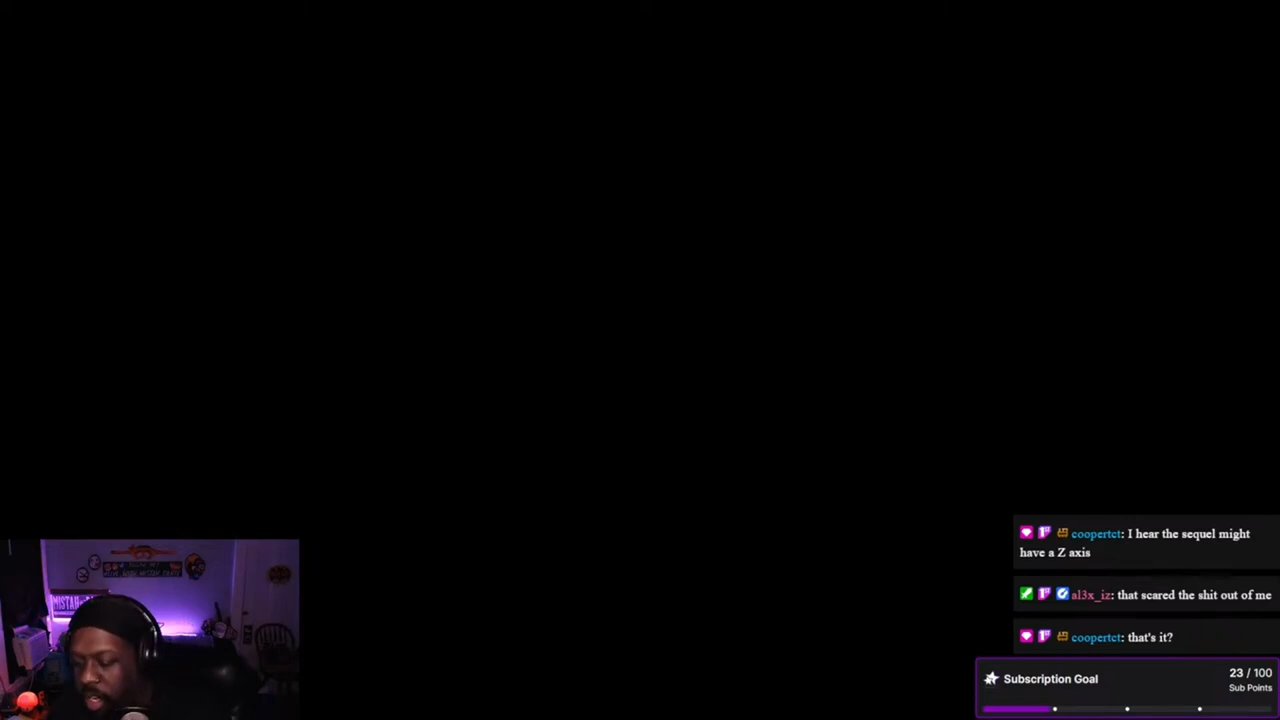 coopertct: I hear the sequel might
have a Z axis
al3x_iz: that scared the shit out of me
coopertct: that's it?
Subscription Goal
23 / 100
Sub Points
MISTAH